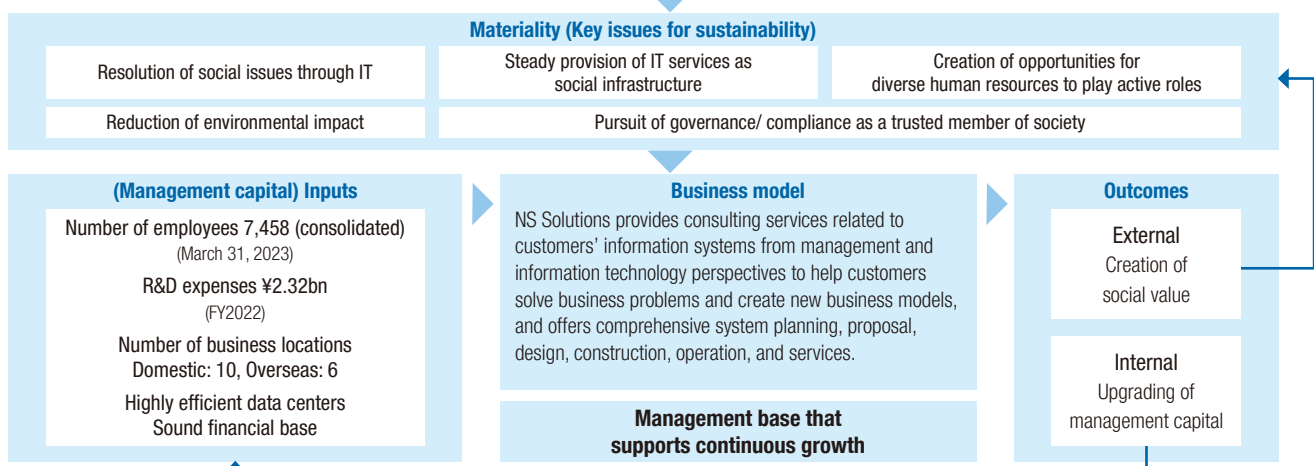 Materiality (Key issues for sustainability)
Resolution of social issues through IT
Steady provision of IT services as
social infrastructure
Creation of opportunities for
diverse human resources to play active roles
Reduction of environmental impact
Pursuit of governance/ compliance as a trusted member of society
(Management capital) Inputs
Number of employees 7,458 (consolidated)
(March 31, 2023)
R&D expenses ¥2.32bn
(FY2022)
Number of business locations
Domestic: 10, Overseas: 6
Highly efficient data centers
Sound financial base
Business model
NS Solutions provides consulting services related to
customers’ information systems from management and
information technology perspectives to help customers
solve business problems and create new business models,
and offers comprehensive system planning, proposal,
design, construction, operation, and services.
Management base that
supports continuous growth
Outcomes
External
Creation of
social value
Internal
Upgrading of
management capital